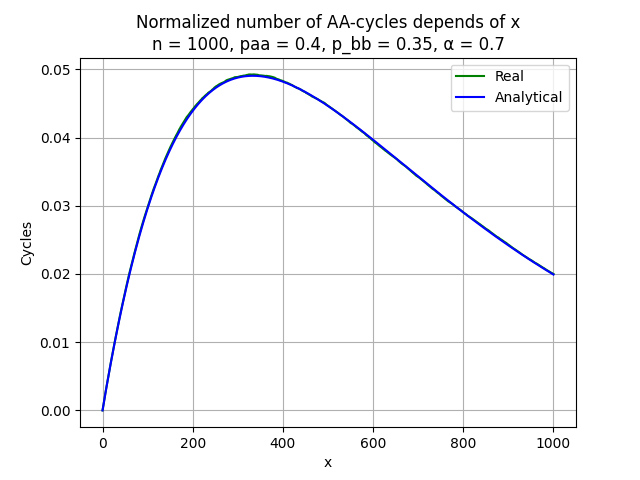 Normalized number of AA-cycles depends of x
n = 1000, paa = 0.4, p_bb = 0.35, α = 0.7
Real
Analytical
0.05
0.04
0.03
0.02
0.01
0.00
Cycles
0
200
400
600
800
1000
x